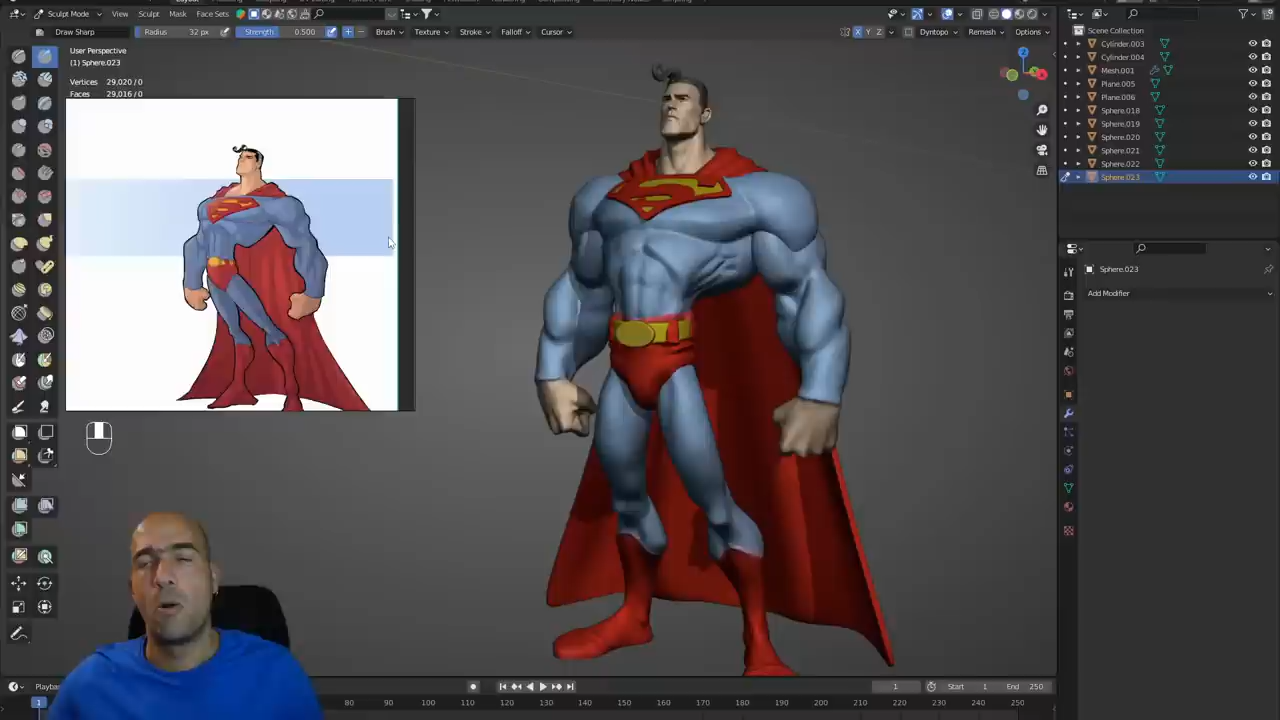 Sculpt Mode View Sculpt Mask Face Sets
Draw Sharp Radius 32 px Strength 0.500 Brush Texture Stroke Falloff Cursor X Y Z Dyntopo Remesh Options
User Perspective
(1) Sphere.023
Vertices 29,020 / 0
Faces 29,016 / 0
Scene Collection
Cylinder.003
Cylinder.004
Mesh.001
Plane.005
Plane.006
Sphere.018
Sphere.019
Sphere.020
Sphere.021
Sphere.022
Sphere.023
Sphere.023
Add Modifier
1 Start 1 End 250
1 80 90 100 110 120 130 140 150 160 170 180 190 200 210 220 230 240 250